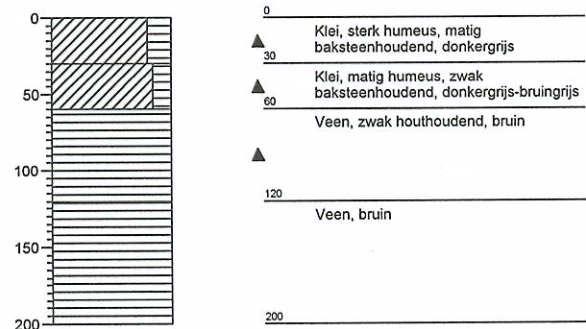 0
50
100
150
200
0
Klei, sterk humeus, matig
baksteenhoudend, donkergrijs
30
Klei, matig humeus, zwak
baksteenhoudend, donkergrijs-bruingrijs
60
Veen, zwak houthoudend, bruin
120
Veen, bruin
200